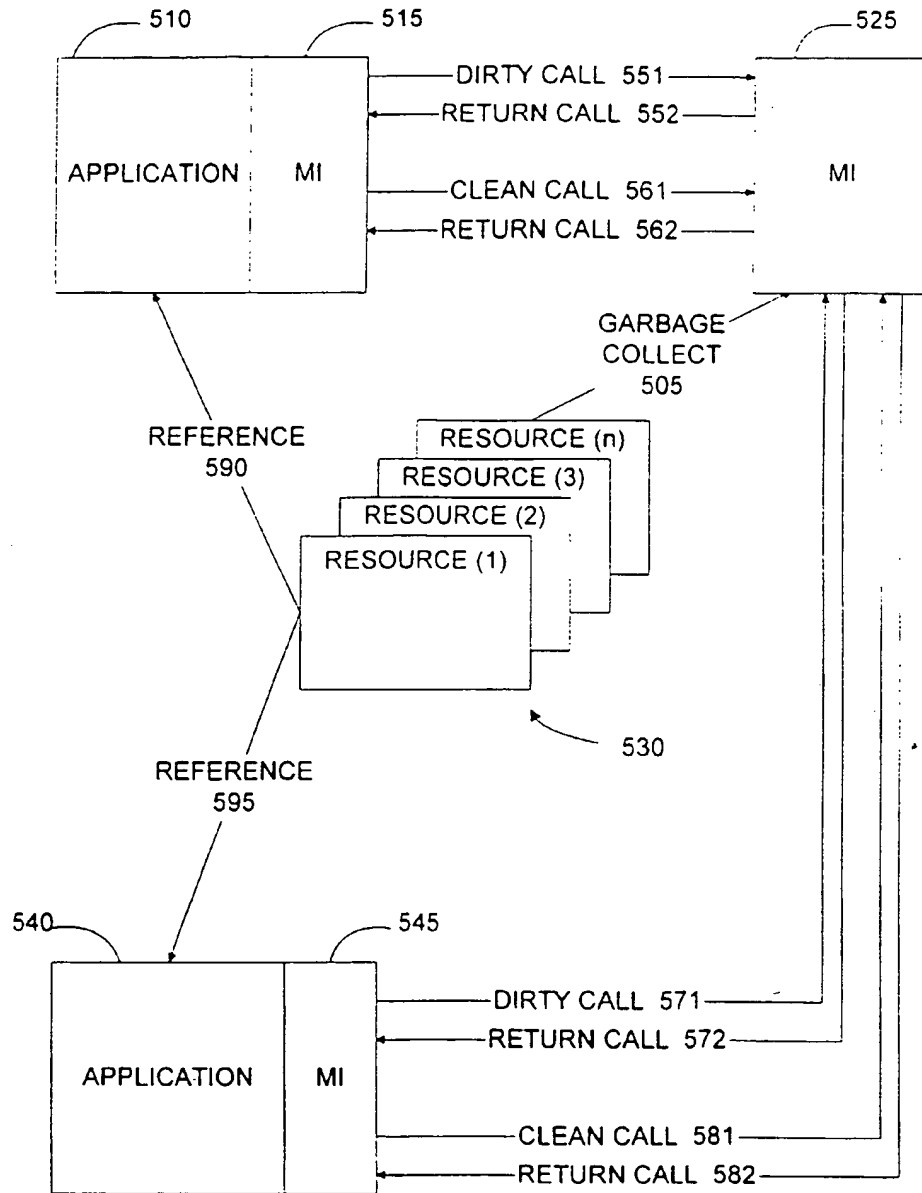 510
515
525
DIRTY CALL 551
RETURN CALL 552
APPLICATION
MI
CLEAN CALL 561
MI
RETURN CALL 562
GARBAGE
COLLECT
505
REFERENCE
590
RESOURCE (n)
RESOURCE (3)
RESOURCE (2)
RESOURCE (1)
530
REFERENCE
595
540
545
DIRTY CALL 571
RETURN CALL 572
APPLICATION
MI
CLEAN CALL 581
RETURN CALL 582